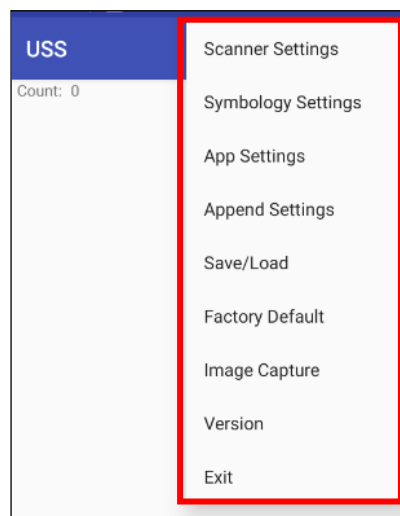 USS
Count: 0
Scanner Settings
Symbology Settings
App Settings
Append Settings
Save/Load
Factory Default
Image Capture
Version
Exit